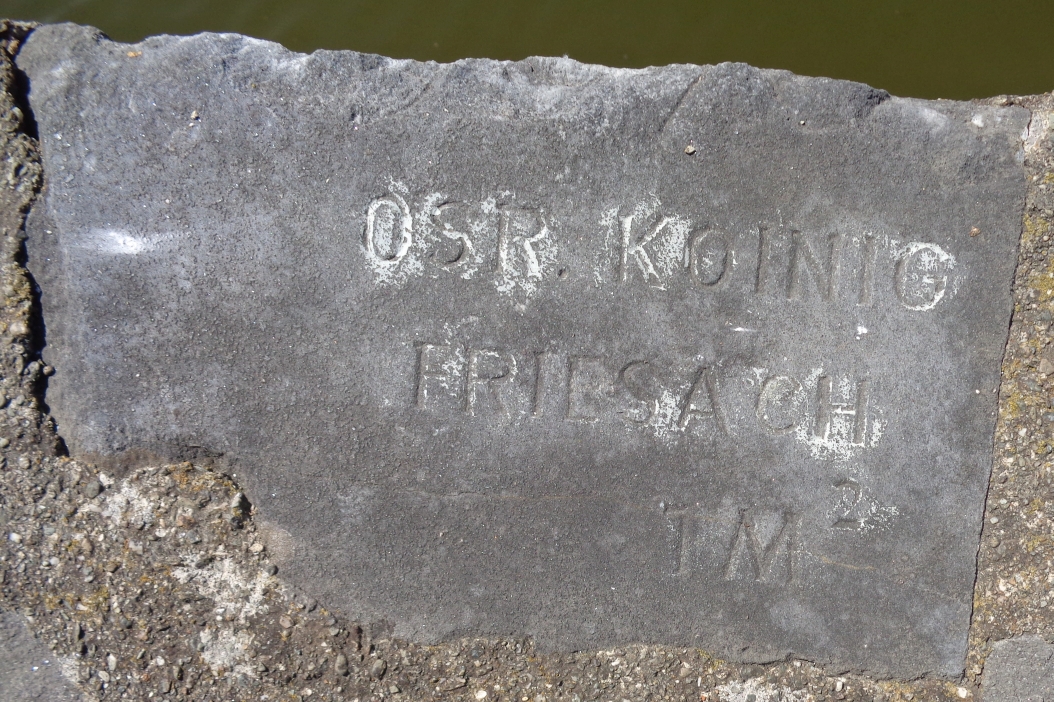 OSR. KOINIG
FRIESACH
TM²